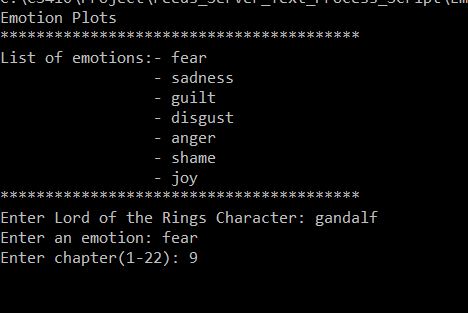 Emotion Plots
****************************************
List of emotions:- fear
- sadness
- guilt
- disgust
- anger
- shame
- joy
****************************************
Enter Lord of the Rings Character: gandalf
Enter an emotion: fear
Enter chapter(1-22): 9